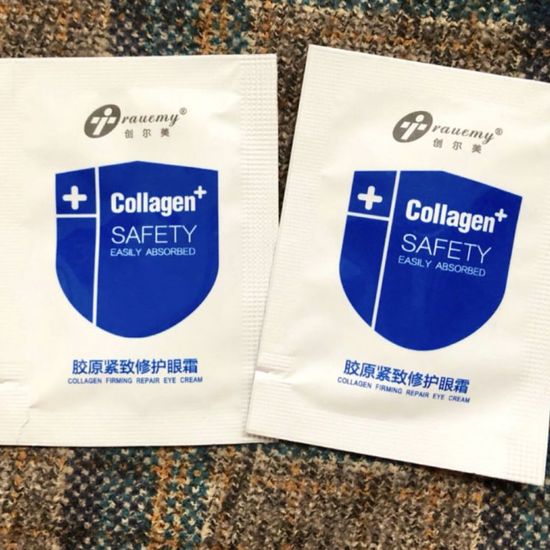 Trauemy®
创尔美
Collagen+
SAFETY
EASILY ABSORBED
胶原紧致修护眼霜
COLLAGEN FIRMING REPAIR EYE CREAM
Trauemy®
创尔美
Collagen+
SAFETY
EASILY ABSORBED
胶原紧致修护眼霜
COLLAGEN FIRMING REPAIR EYE CREAM